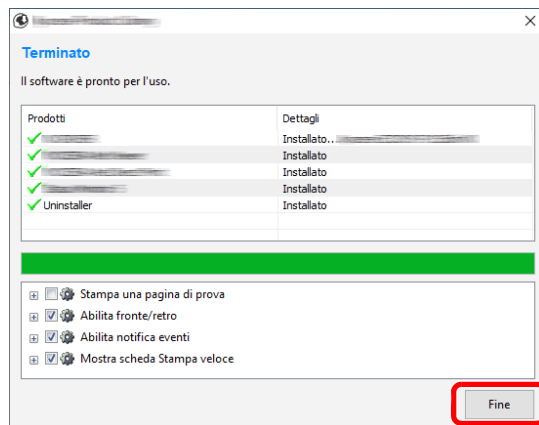 Terminato
Il software è pronto per l'uso.
Prodotti Dettagli
Installato..
Installato
Installato
Installato
Uninstaller Installato
Stampa una pagina di prova
Abilita fronte/retro
Abilita notifica eventi
Mostra scheda Stampa veloce
Fine